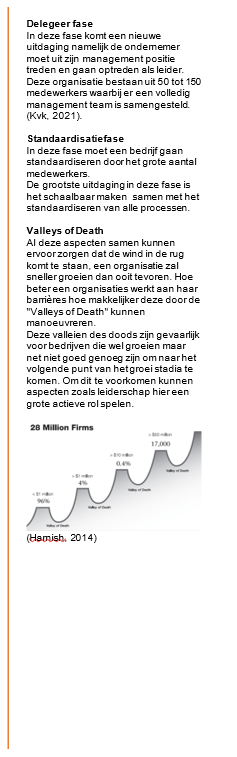 Delegeer fase
In deze fase komt een nieuwe
uitdaging namelijk de ondernemer
moet uit zijn management positie
treden en gaan optreden als leider.
Deze organisatie bestaan uit 50 tot 150
medewerkers waarbij er een volledig
management team is samengesteld.
(Kvk, 2021).
Standaardisatiefase
In deze fase moet een bedrijf gaan
standaardiseren door het grote aantal
medewerkers.
De grootste uitdaging in deze fase is
het schaalbaar maken samen met het
standaardiseren van alle processen.
Valleys of Death
Al deze aspecten samen kunnen
ervoor zorgen dat de wind in de rug
komt te staan, een organisatie zal
sneller groeien dan ooit tevoren. Hoe
beter een organisaties werkt aan haar
barrières hoe makkelijker deze door de
"Valleys of Death" kunnen
manoeuvreren.
Deze valleien des doods zijn gevaarlijk
voor bedrijven die wel groeien maar
net niet goed genoeg zijn om naar het
volgende punt van het groei stadia te
komen. Om dit te voorkomen kunnen
aspecten zoals leiderschap hier een
grote actieve rol spelen.
28 Million Firms
> $50 million
17,000
> $10 million
0.4%
> $1 million
4%
< $1 million
96%
Valley of Death
Valley of Death
Valley of Death
Valley of Death
(Hamish, 2014)